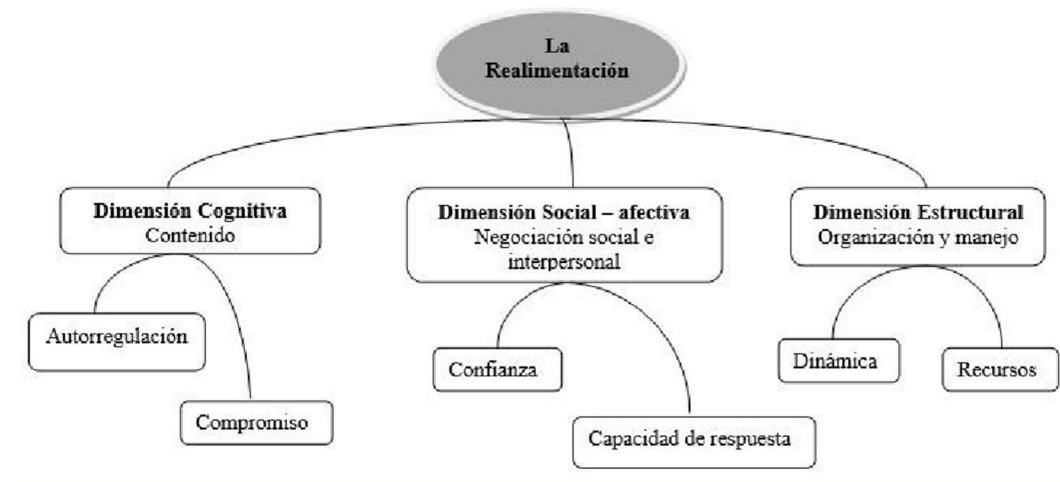 La
Realimentación
Dimensión Cognitiva
Contenido
Dimensión Social – afectiva
Negociación social e
interpersonal
Dimensión Estructural
Organización y manejo
Autorregulación
Compromiso
Confianza
Capacidad de respuesta
Dinámica
Recursos